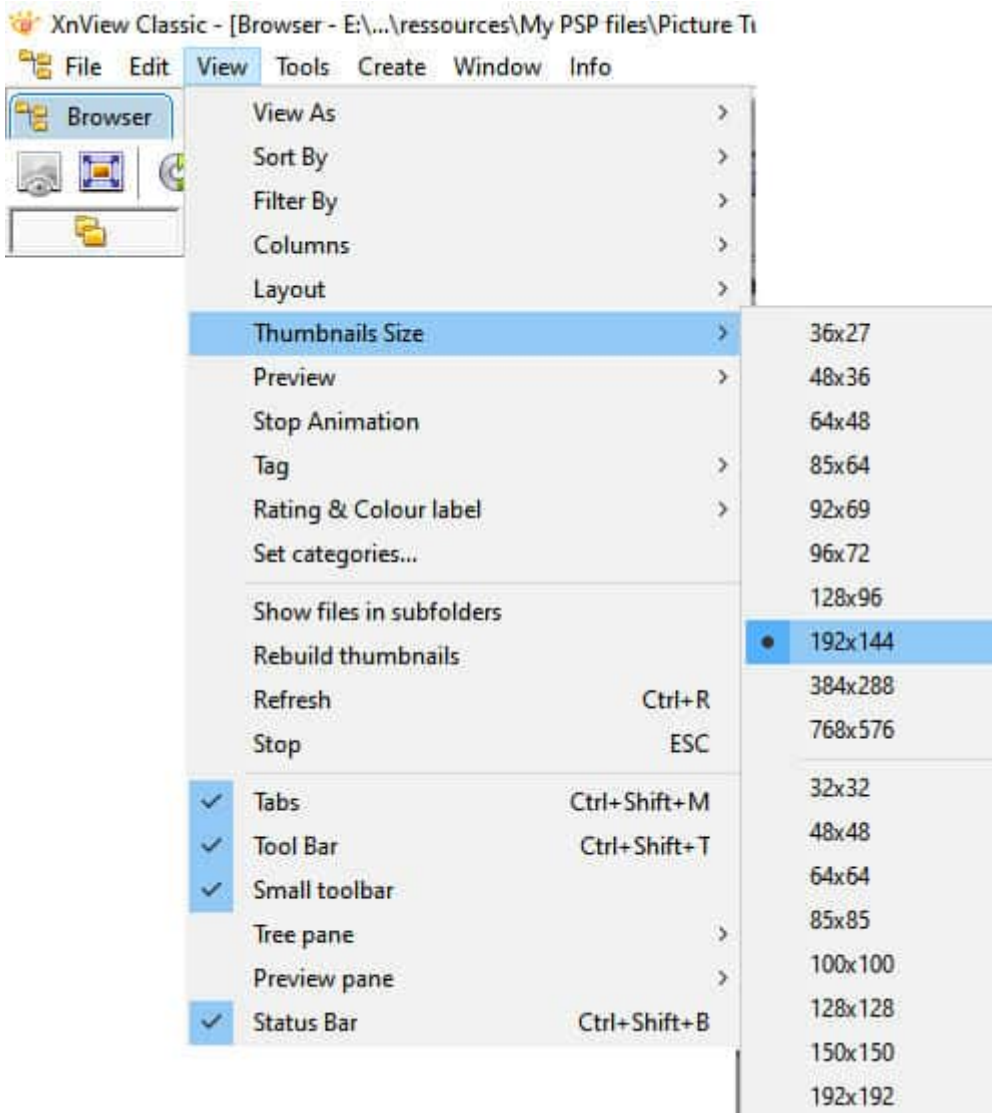 XnView Classic - [Browser - E:\...\ressources\My PSP files\Picture Tu
File Edit View Tools Create Window Info
Browser
View As
Sort By
Filter By
Columns
Layout
Thumbnails Size
Preview
Stop Animation
Tag
Rating & Colour label
Set categories...
Show files in subfolders
Rebuild thumbnails
Refresh Ctrl+R
Stop ESC
Tabs Ctrl+Shift+M
Tool Bar Ctrl+Shift+T
Small toolbar
Tree pane
Preview pane
Status Bar Ctrl+Shift+B
36x27
48x36
64x48
85x64
92x69
96x72
128x96
192x144
384x288
768x576
32x32
48x48
64x64
85x85
100x100
128x128
150x150
192x192